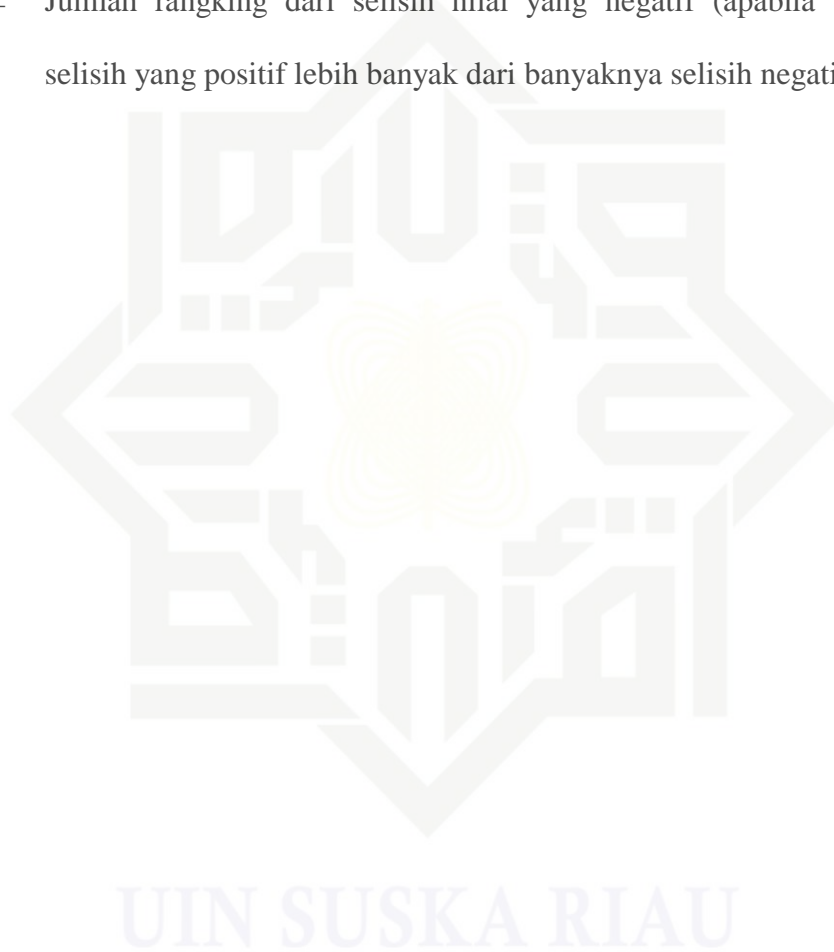 - Jumlah rangking dari selisih nilai yang negatif (apabila
selisih yang positif lebih banyak dari banyaknya selisih negati
UIN SUSKA RIAU